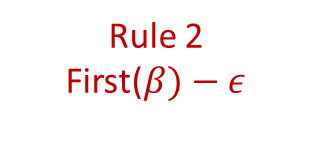 Rule 2
First(𝛽) − 𝜖